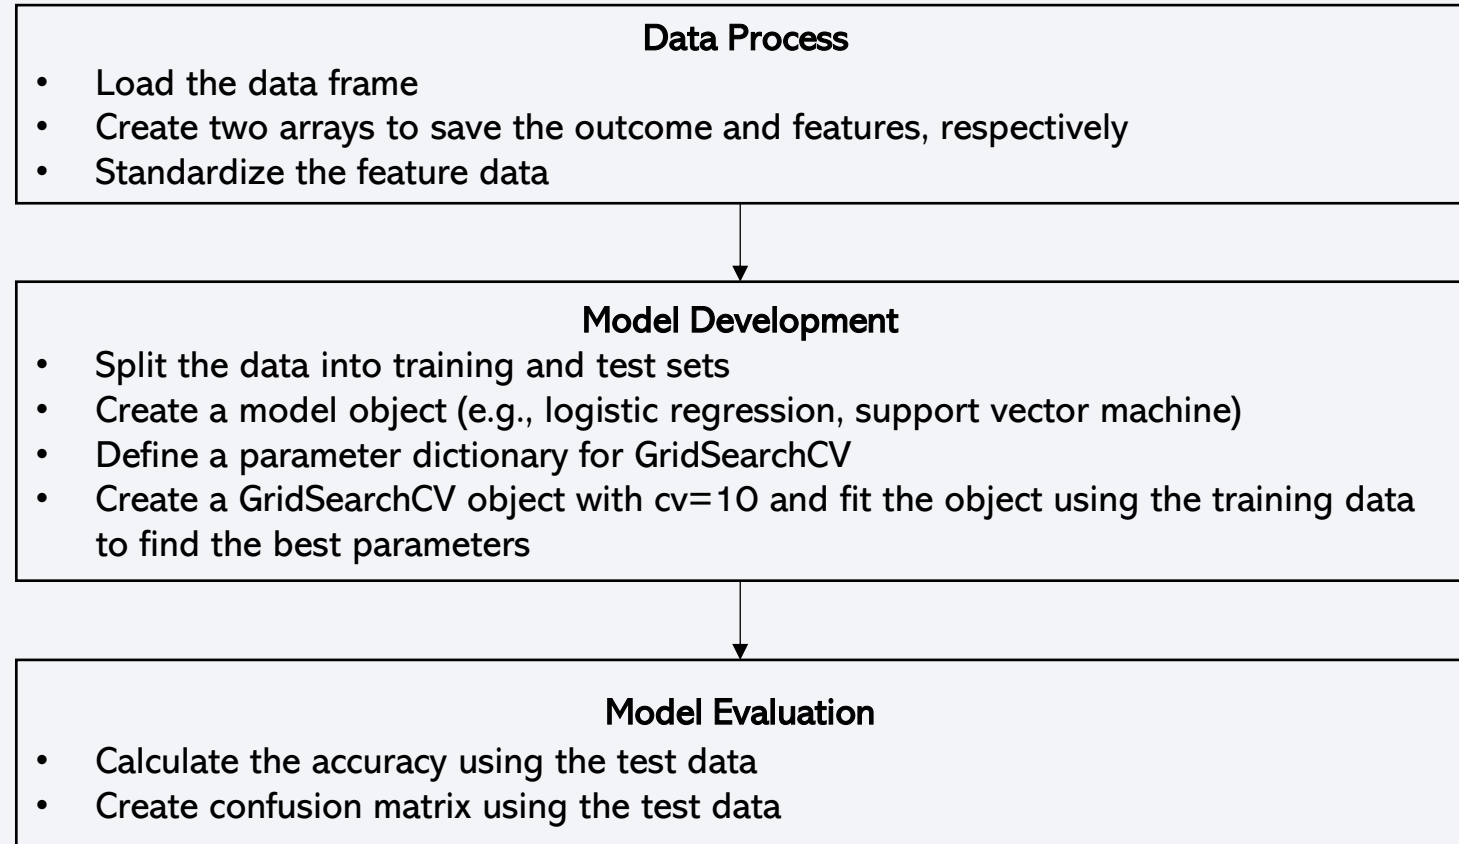 Data Process
• Load the data frame
• Create two arrays to save the outcome and features, respectively
• Standardize the feature data
Model Development
• Split the data into training and test sets
• Create a model object (e.g., logistic regression, support vector machine)
• Define a parameter dictionary for GridSearchCV
• Create a GridSearchCV object with cv=10 and fit the object using the training data
to find the best parameters
Model Evaluation
• Calculate the accuracy using the test data
• Create confusion matrix using the test data